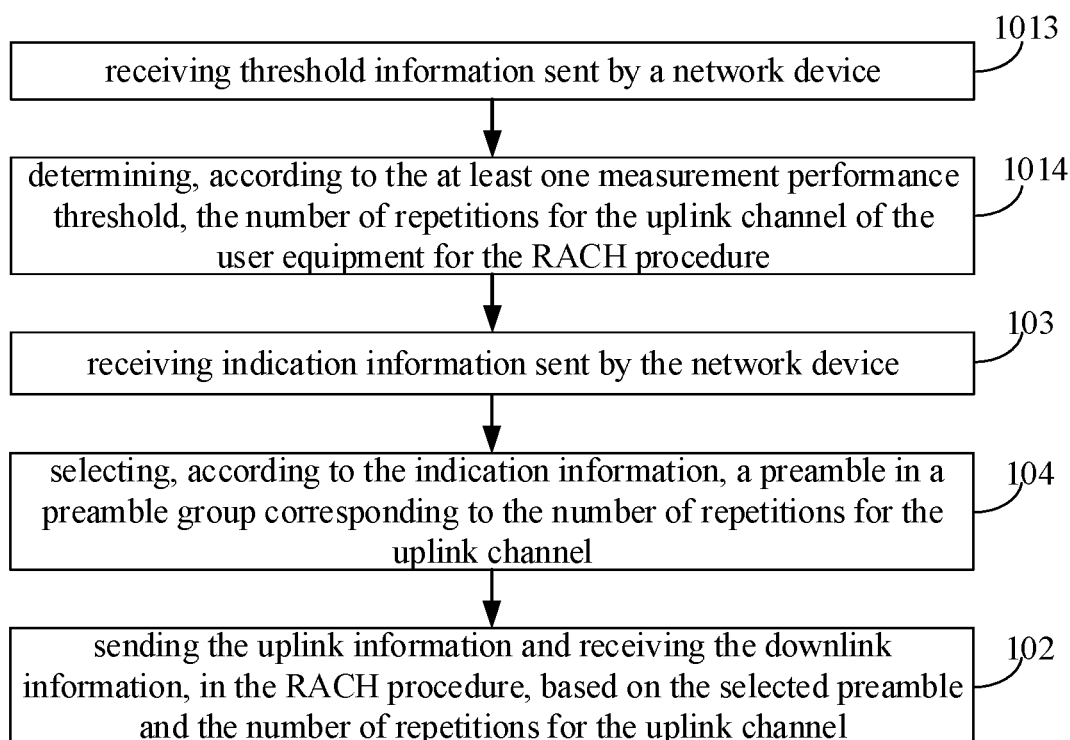 1013
receiving threshold information sent by a network device
1014
determining, according to the at least one measurement performance
threshold, the number of repetitions for the uplink channel of the
user equipment for the RACH procedure
103
receiving indication information sent by the network device
104
selecting, according to the indication information, a preamble in a
preamble group corresponding to the number of repetitions for the
uplink channel
102
sending the uplink information and receiving the downlink
information, in the RACH procedure, based on the selected preamble
and the number of repetitions for the uplink channel